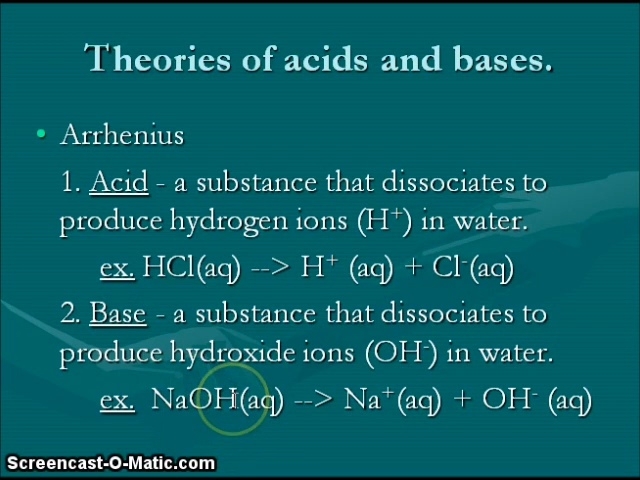 Theories of acids and bases.
• Arrhenius
1. Acid - a substance that dissociates to
produce hydrogen ions (H⁺) in water.
ex. HCl(aq) --> H⁺ (aq) + Cl⁻(aq)
2. Base - a substance that dissociates to
produce hydroxide ions (OH⁻) in water.
ex. NaOH(aq) --> Na⁺(aq) + OH⁻ (aq)
Screencast-O-Matic.com